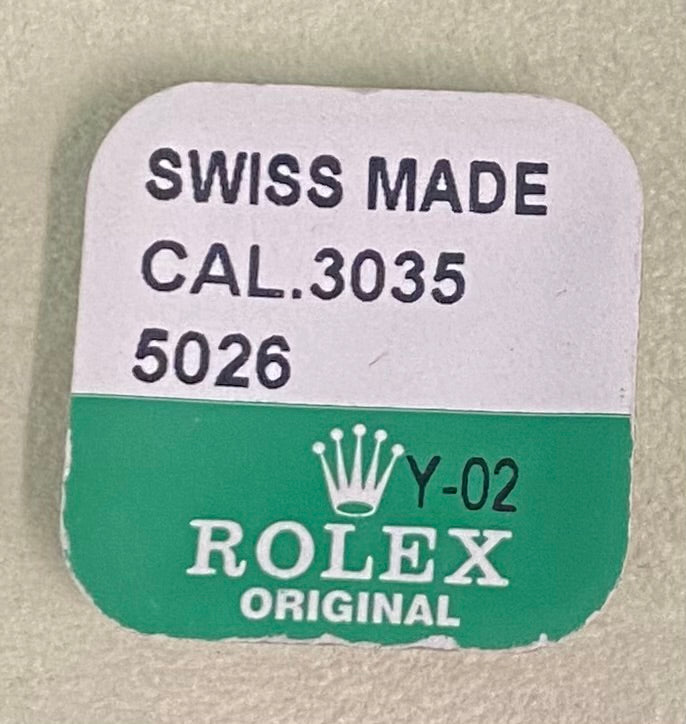 SWISS MADE
CAL.3035
5026
Y-02
ROLEX
ORIGINAL